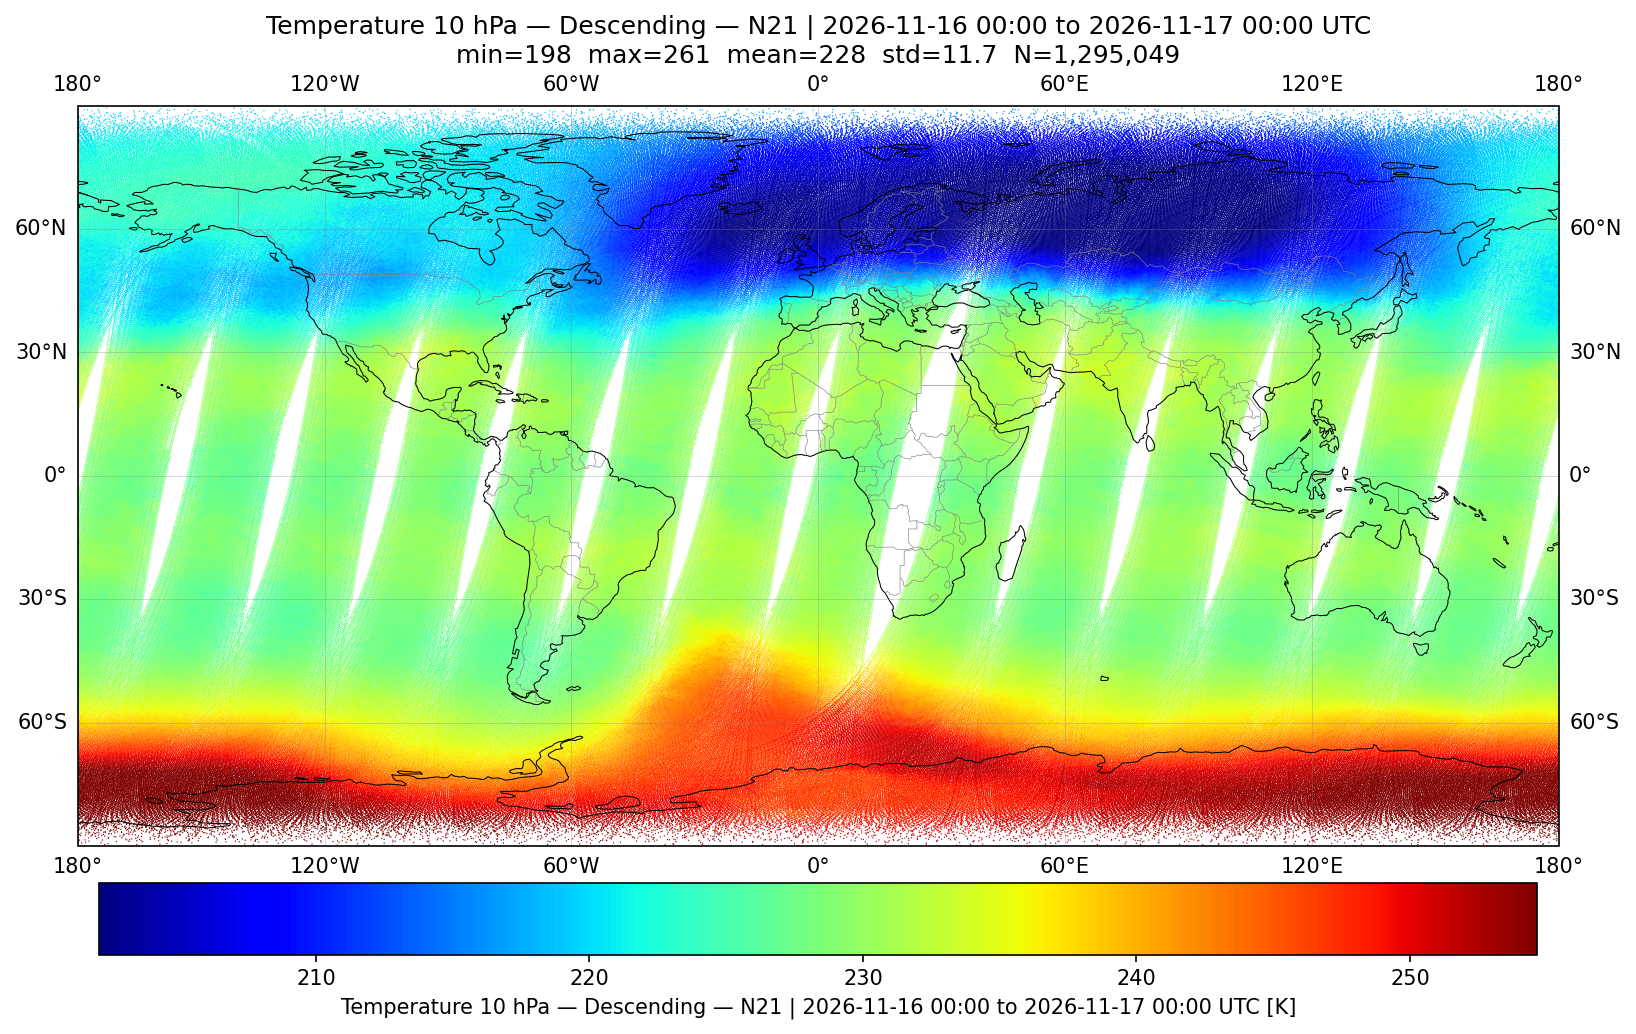 Temperature 10 hPa — Descending — N21 | 2026-11-16 00:00 to 2026-11-17 00:00 UTC
min=198  max=261  mean=228  std=11.7  N=1,295,049
180° 120°W 60°W 0° 60°E 120°E 180°
60°N 60°N
30°N 30°N
0° 0°
30°S 30°S
60°S 60°S
180° 120°W 60°W 0° 60°E 120°E 180°
210 220 230 240 250
Temperature 10 hPa — Descending — N21 | 2026-11-16 00:00 to 2026-11-17 00:00 UTC [K]